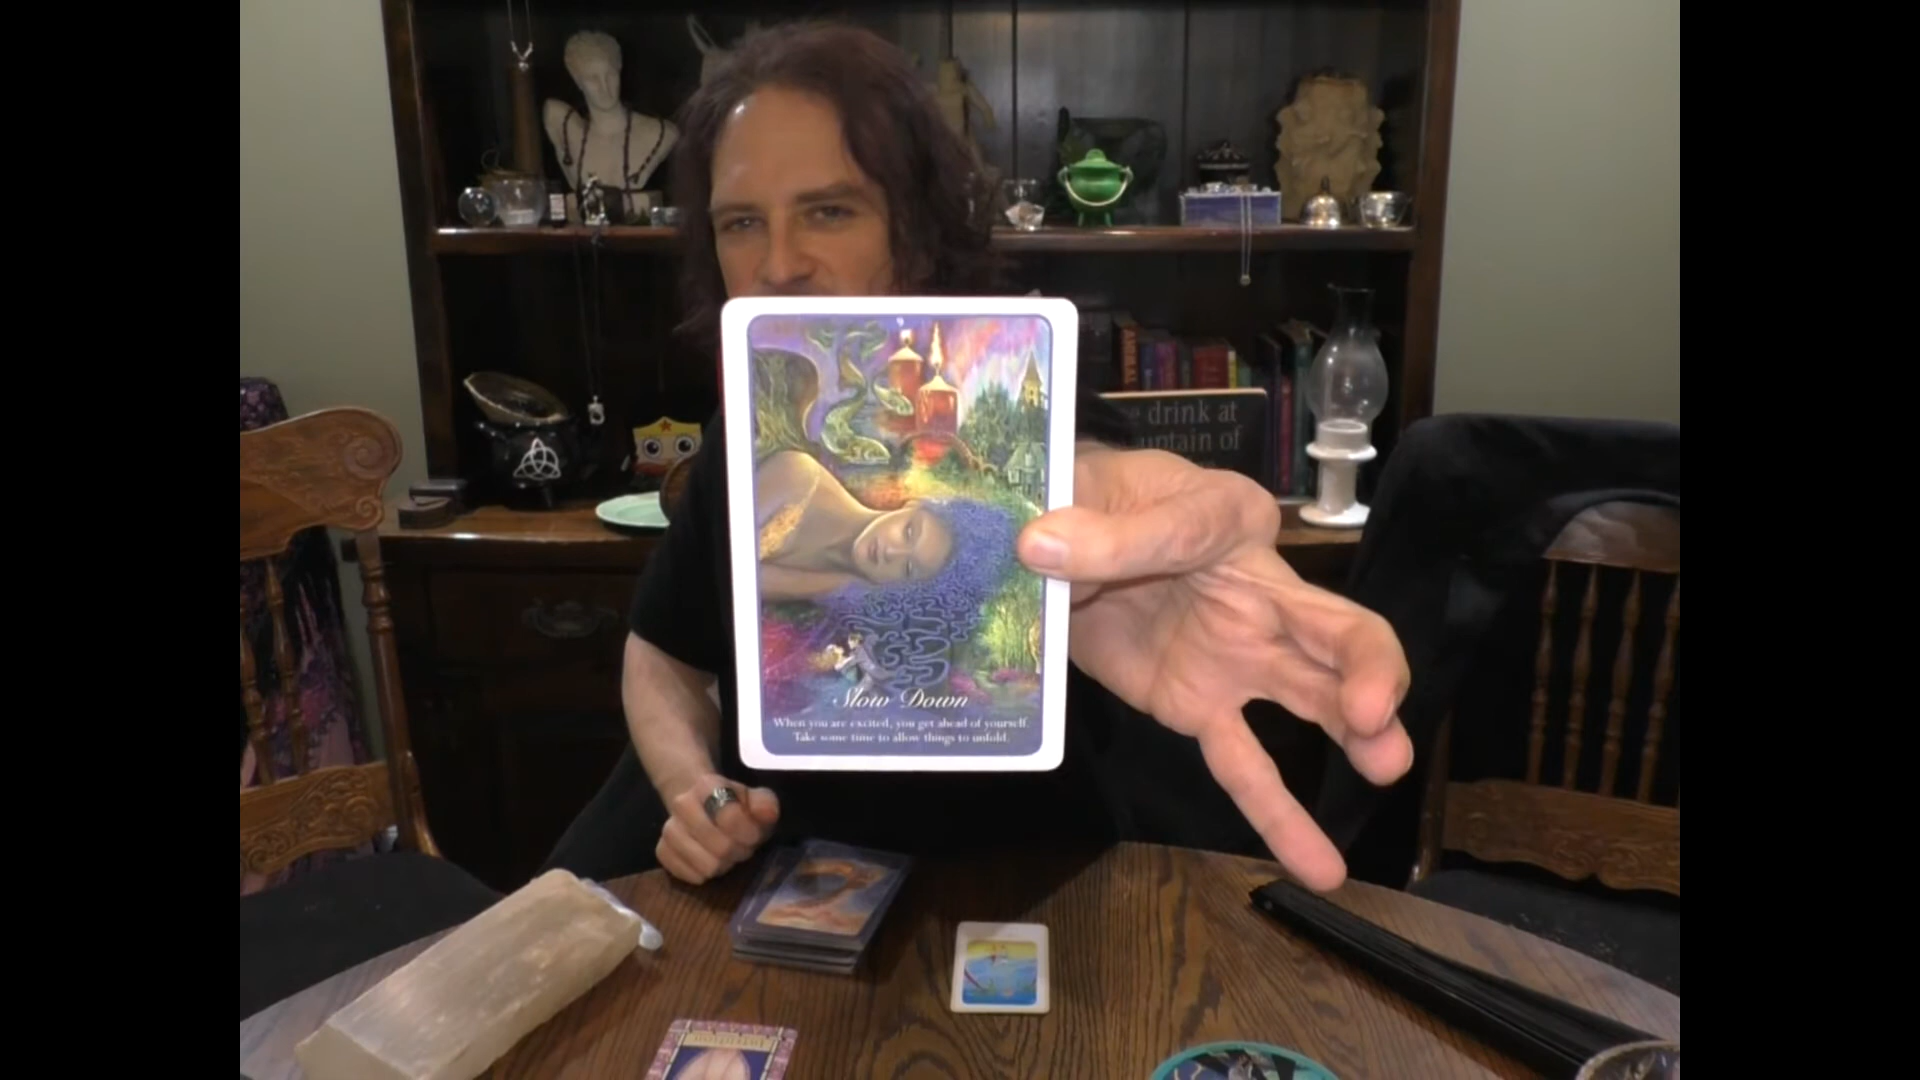 e drink at
untain of
Slow Down
When you are excited, you get ahead of yourself.
Take some time to allow things to unfold.
Intuition